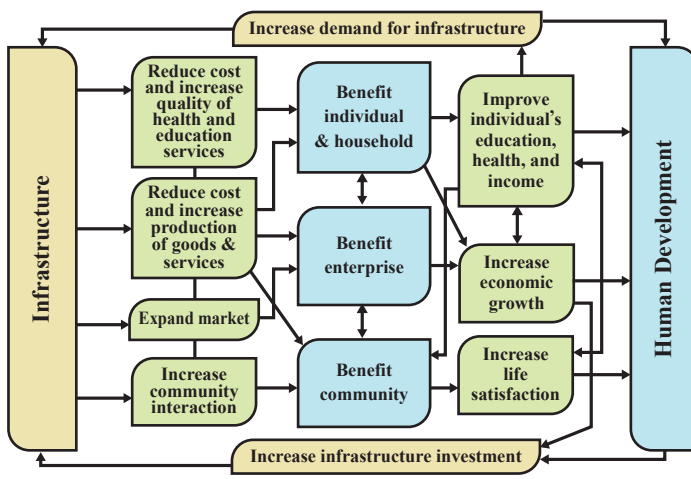 Increase demand for infrastructure
Infrastructure
Reduce cost
and increase
quality of
health and
education
services
Benefit
individual
& household
Improve
individual's
education,
health, and
income
Human Development
Reduce cost
and increase
production
of goods &
services
Benefit
enterprise
Increase
economic
growth
Expand market
Increase
community
interaction
Benefit
community
Increase
life
satisfaction
Increase infrastructure investment